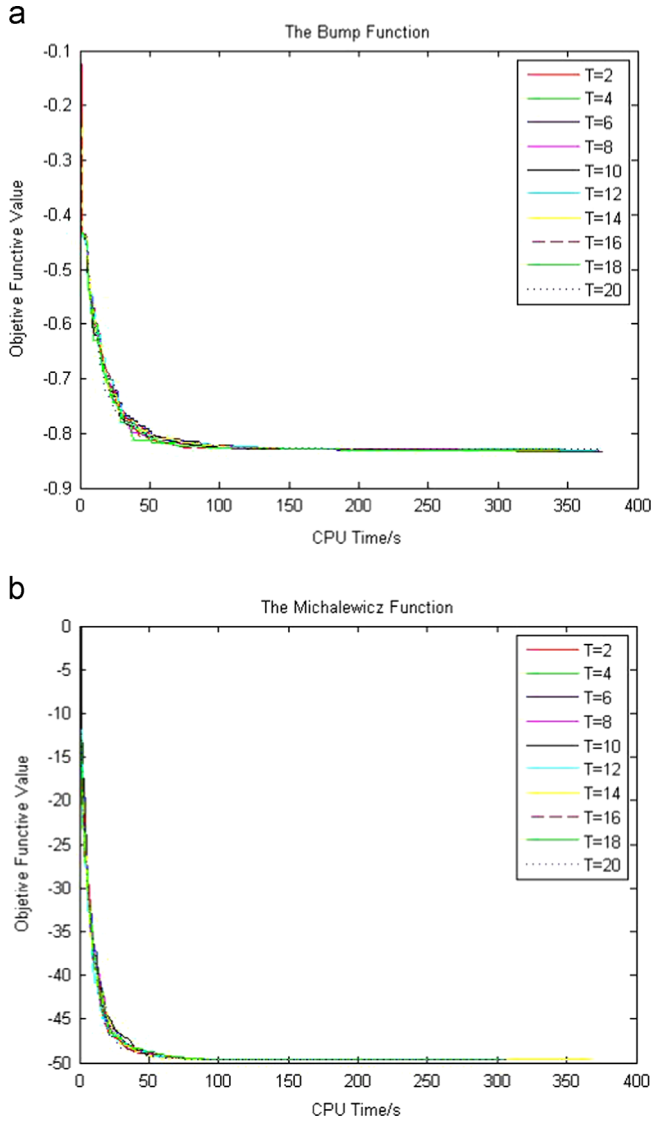 a
The Bump Function
-0.1
-0.2
-0.3
-0.4
-0.5
-0.6
-0.7
-0.8
-0.9
Objetive Functive Value
0 50 100 150 200 250 300 350 400
CPU Time/s
T=2
T=4
T=6
T=8
T=10
T=12
T=14
T=16
T=18
T=20
b
The Michalewicz Function
0
-5
-10
-15
-20
-25
-30
-35
-40
-45
-50
Objetive Functive Value
0 50 100 150 200 250 300 350 400
CPU Time/s
T=2
T=4
T=6
T=8
T=10
T=12
T=14
T=16
T=18
T=20